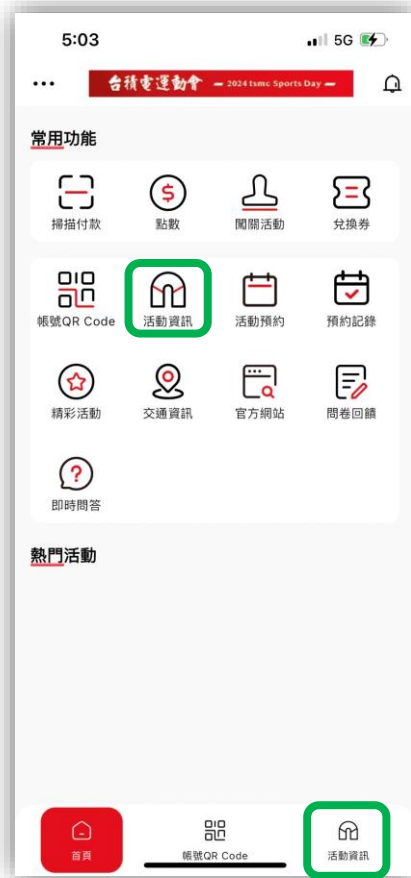 5:03 5G
台積電運動會 2024 tsmc Sports Day
常用功能
掃描付款 點數 闖關活動 兌換券
帳號QR Code 活動資訊 活動預約 預約記錄
精彩活動 交通資訊 官方網站 問卷回饋
即時問答
熱門活動
首頁 帳號QR Code 活動資訊